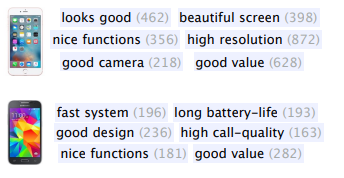 looks good (462) beautiful screen (398)
nice functions (356) high resolution (872)
good camera (218) good value (628)
fast system (196) long battery-life (193)
good design (236) high call-quality (163)
nice functions (181) good value (282)